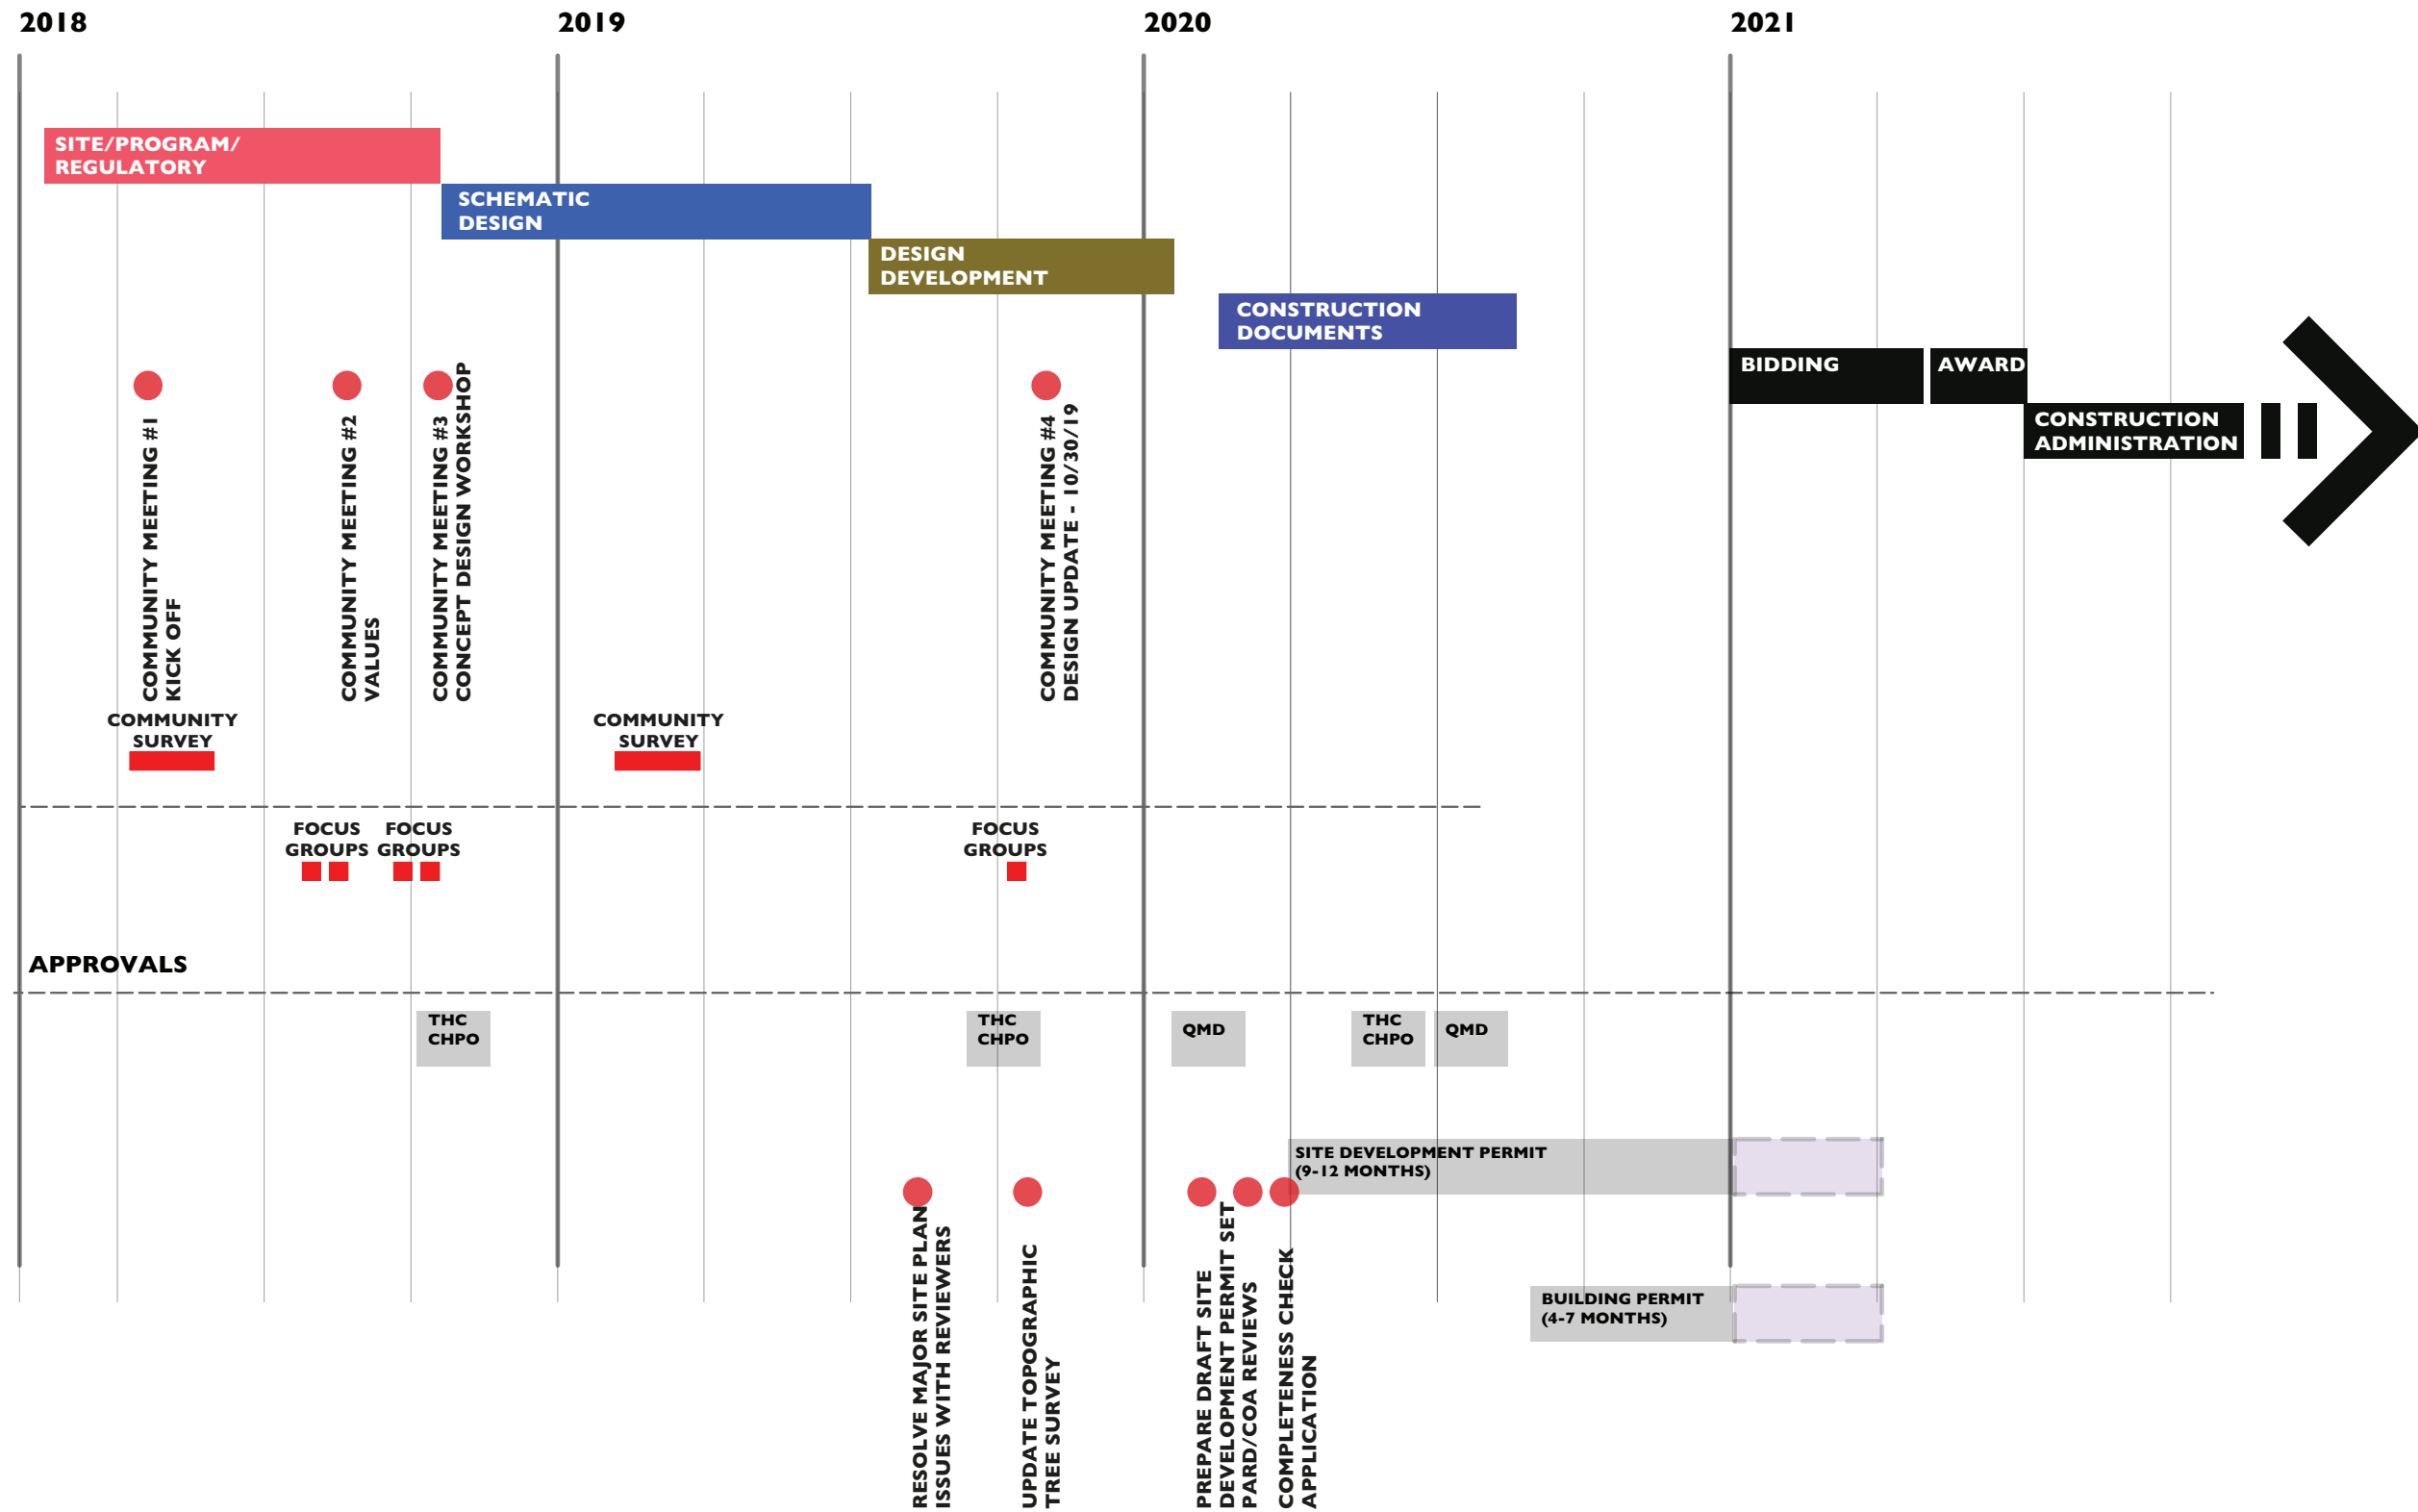 2018
2019
2020
2021
SITE/PROGRAM/
REGULATORY
SCHEMATIC
DESIGN
DESIGN
DEVELOPMENT
CONSTRUCTION
DOCUMENTS
BIDDING
AWARD
CONSTRUCTION
ADMINISTRATION
COMMUNITY MEETING #1
KICK OFF
COMMUNITY MEETING #2
VALUES
COMMUNITY MEETING #3
CONCEPT DESIGN WORKSHOP
COMMUNITY MEETING #4
DESIGN UPDATE - 10/30/19
COMMUNITY
SURVEY
COMMUNITY
SURVEY
FOCUS
GROUPS
FOCUS
GROUPS
FOCUS
GROUPS
APPROVALS
THC
CHPO
THC
CHPO
QMD
THC
CHPO
QMD
SITE DEVELOPMENT PERMIT
(9-12 MONTHS)
RESOLVE MAJOR SITE PLAN
ISSUES WITH REVIEWERS
UPDATE TOPOGRAPHIC
TREE SURVEY
PREPARE DRAFT SITE
DEVELOPMENT PERMIT SET
PARD/COA REVIEWS
COMPLETENESS CHECK
APPLICATION
BUILDING PERMIT
(4-7 MONTHS)